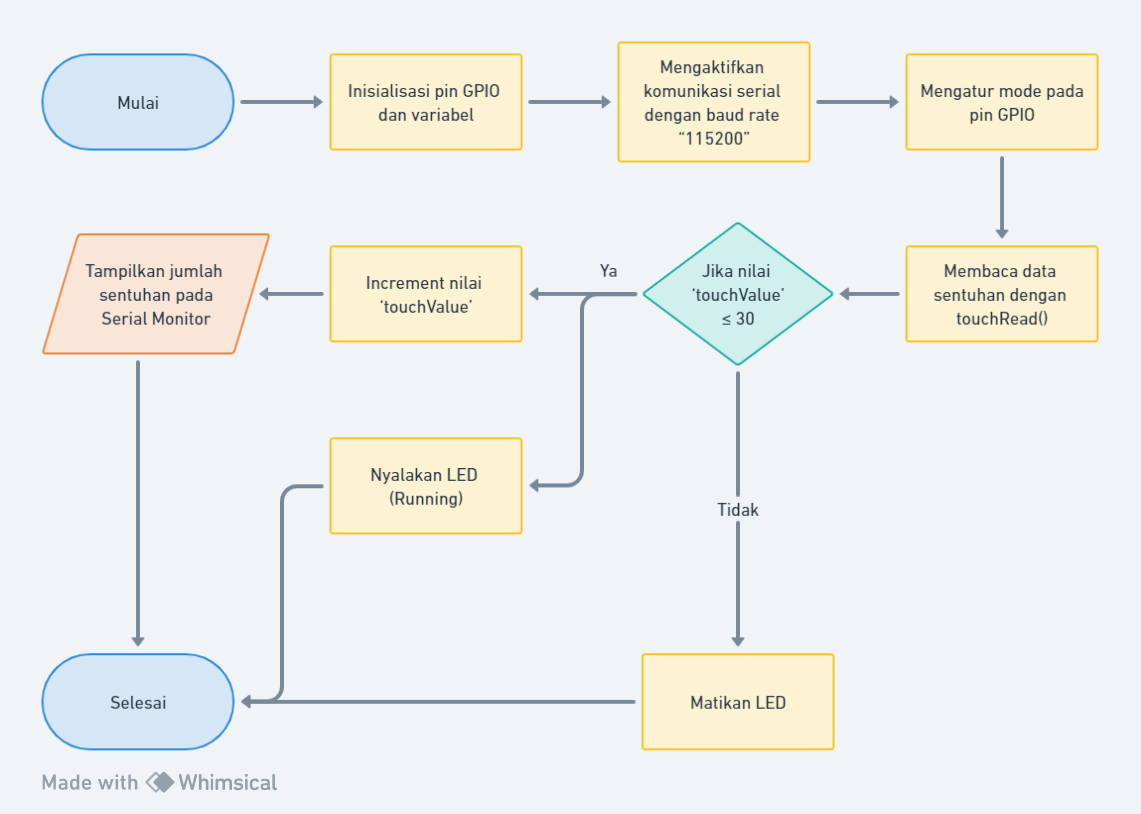 Mulai
Inisialisasi pin GPIO
dan variabel
Mengaktifkan
komunikasi serial
dengan baud rate
“115200”
Mengatur mode pada
pin GPIO
Membaca data
sentuhan dengan
touchRead()
Jika nilai
‘touchValue’
≤ 30
Ya
Increment nilai
‘touchValue’
Tampilkan jumlah
sentuhan pada
Serial Monitor
Nyalakan LED
(Running)
Tidak
Matikan LED
Selesai
Made with Whimsical